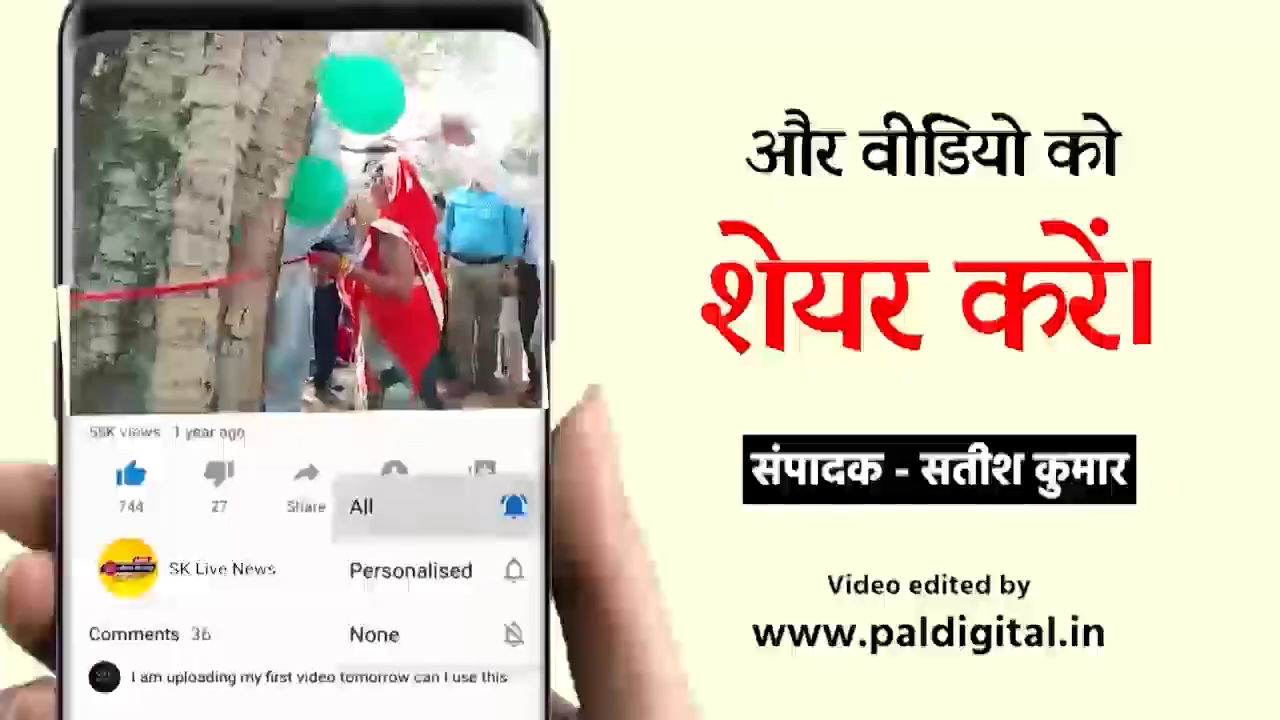 और वीडियो को
शेयर करें।
संपादक - सतीश कुमार
Video edited by
www.paldigital.in
55K views 1 year ago
744
27
Share
All
SK Live News
Personalised
Comments 36
None
I am uploading my first video tomorrow can I use this